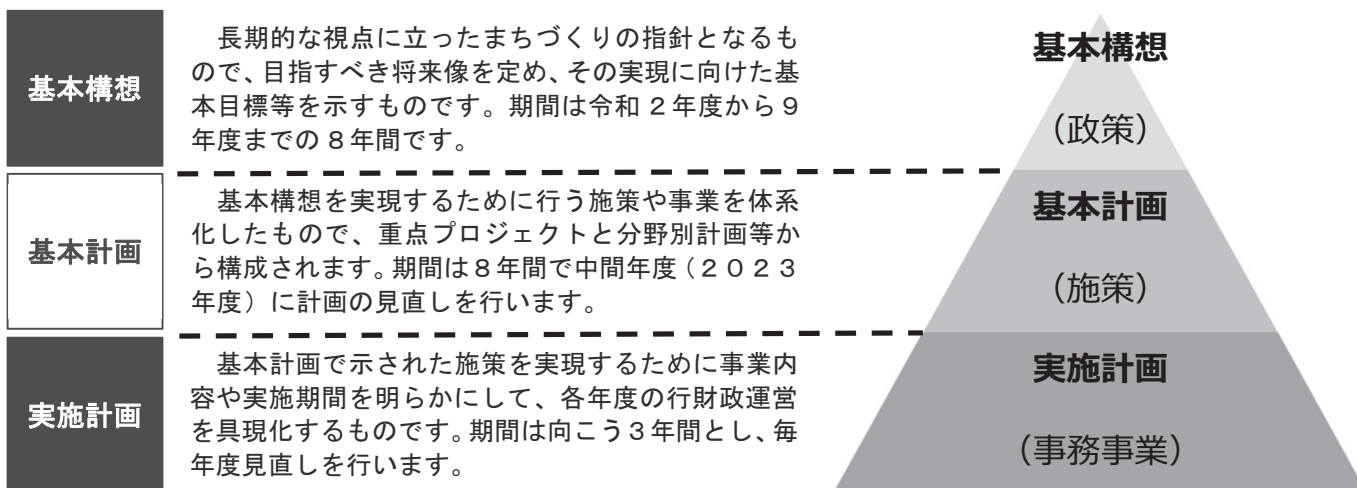 基本構想
長期的な視点に立ったまちづくりの指針となるも
ので、目指すべき将来像を定め、その実現に向けた基
本目標等を示すものです。期間は令和2年度から9
年度までの8年間です。
基本計画
基本構想を実現するために行う施策や事業を体系
化したもので、重点プロジェクトと分野別計画等か
ら構成されます。期間は8年間で中間年度(2023
年度)に計画の見直しを行います。
実施計画
基本計画で示された施策を実現するために事業内
容や実施期間を明らかにして、各年度の行財政運営
を具現化するものです。期間は向こう3年間とし、毎
年度見直しを行います。
基本構想
(政策)
基本計画
(施策)
実施計画
(事務事業)